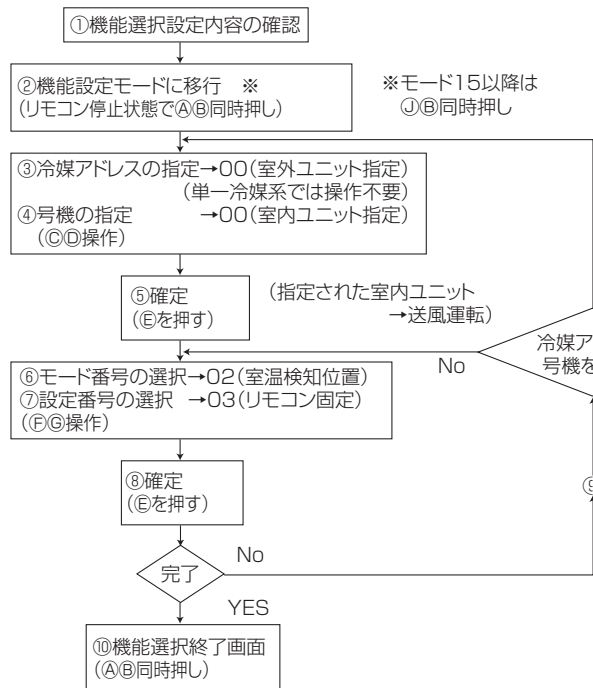 ①機能選択設定内容の確認
②機能設定モードに移行　※
(リモコン停止状態でⒶⒷ同時押し)
※モード15以降は
ⒿⒷ同時押し
③冷媒アドレスの指定→00(室外ユニット指定)
(単一冷媒系では操作不要)
④号機の指定　→00(室内ユニット指定)
(ⒸⒹ操作)
⑤確定
(Ⓔを押す)
(指定された室内ユニット
→送風運転)
冷媒ア
号機を
No
⑥モード番号の選択→02(室温検知位置)
⑦設定番号の選択　→03(リモコン固定)
(ⒻⒼ操作)
⑧確定
(Ⓔを押す)
完了
No
YES
⑩機能選択終了画面
(ⒶⒷ同時押し)